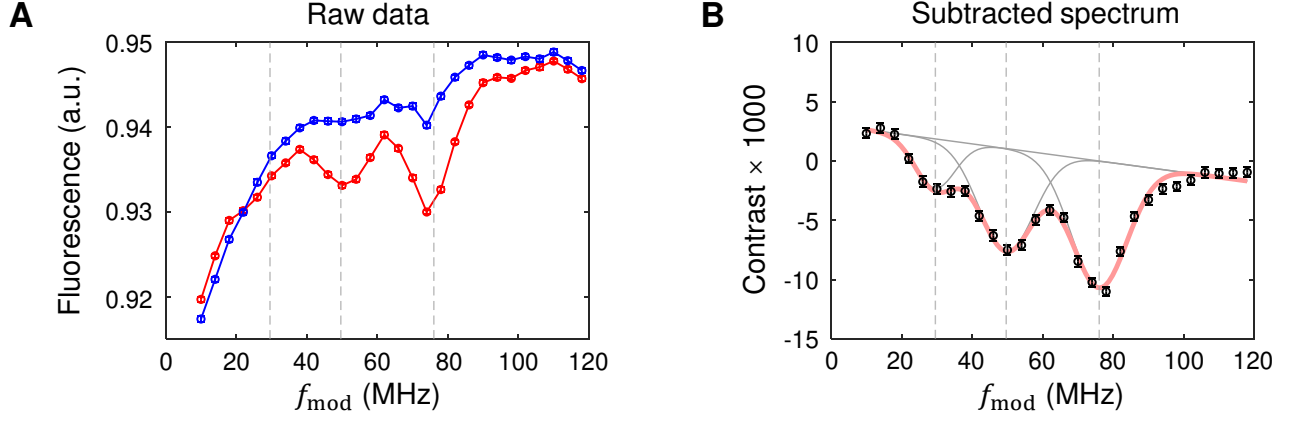 A
Raw data
Fluorescence (a.u.)
0.95
0.94
0.93
0.92
0 20 40 60 80 100 120
f_mod (MHz)
B
Subtracted spectrum
Contrast × 1000
10
5
0
-5
-10
-15
0 20 40 60 80 100 120
f_mod (MHz)